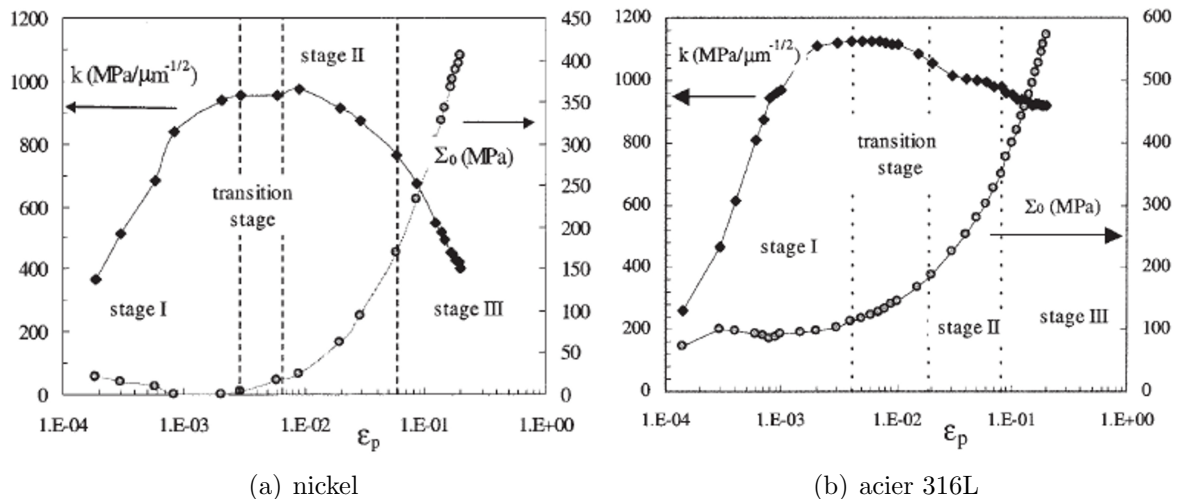 1200
1000
800
600
400
200
0
k (MPa/μm-1/2)
stage II
transition
stage
stage I
stage III
Σ0 (MPa)
450
400
350
300
250
200
150
100
50
0
1.E-04 1.E-03 1.E-02 1.E-01 1.E+00
εp
(a) nickel
1200
1000
800
600
400
200
0
k (MPa/μm-1/2)
transition
stage
stage I
Σ0 (MPa)
stage II
stage III
600
500
400
300
200
100
0
1.E-04 1.E-03 1.E-02 1.E-01 1.E+00
εp
(b) acier 316L